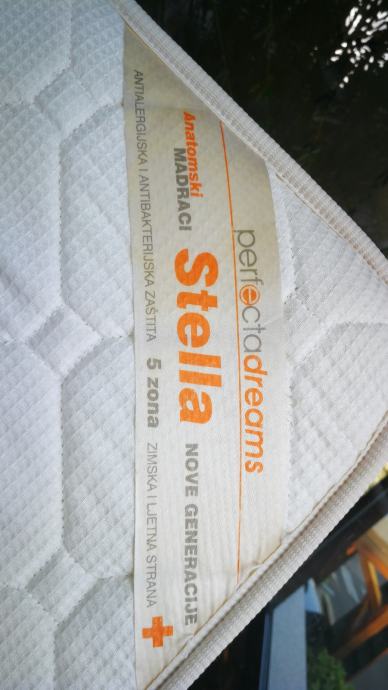 perfectadreams
Anatomski
MADRACI Stella NOVE GENERACIJE
ANTIALERGIJSKA I ANTIBAKTERIJSKA ZAŠTITA 5 zona ZIMSKA I LJETNA STRANA